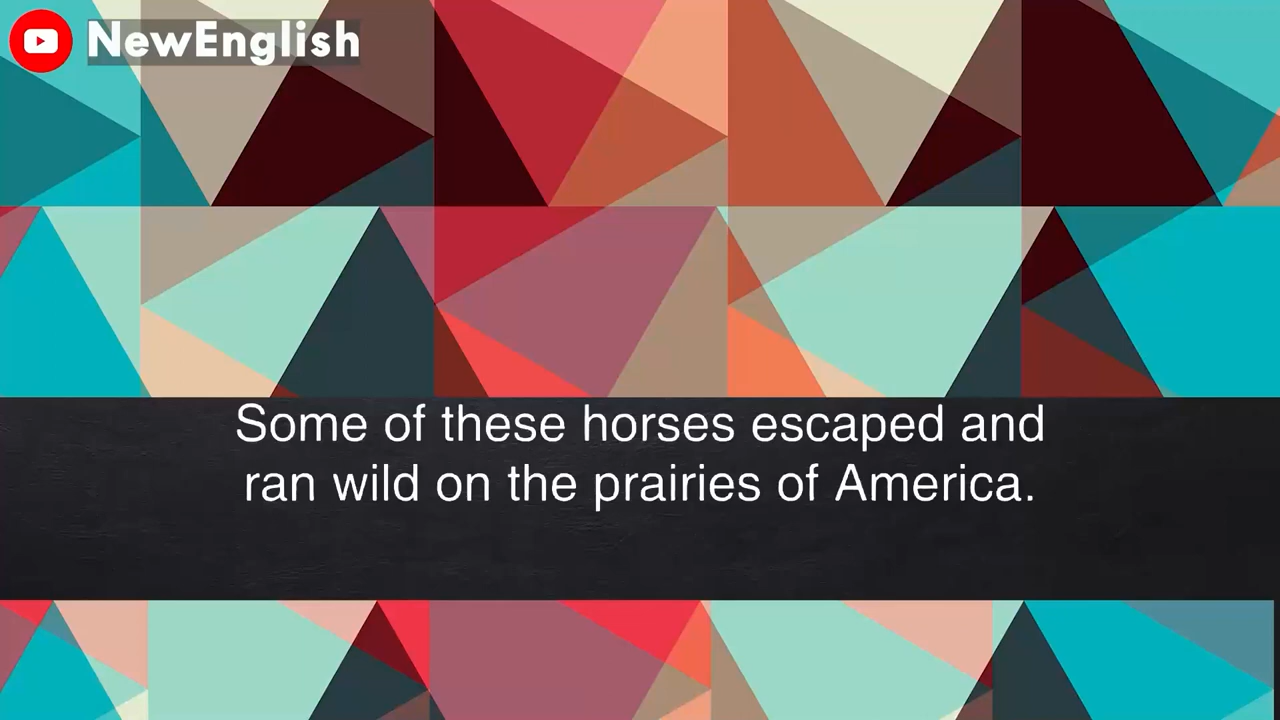 NewEnglish
Some of these horses escaped and
ran wild on the prairies of America.